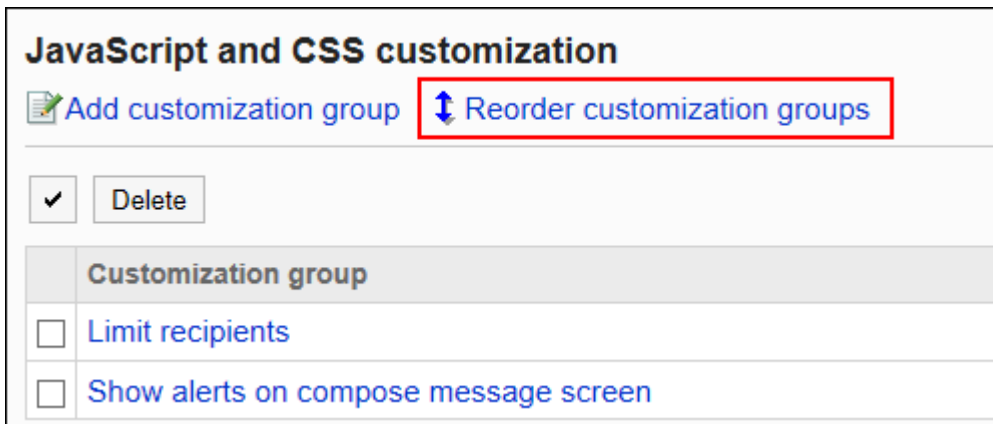 JavaScript and CSS customization
Add customization group Reorder customization groups
Delete
Customization group
Limit recipients
Show alerts on compose message screen